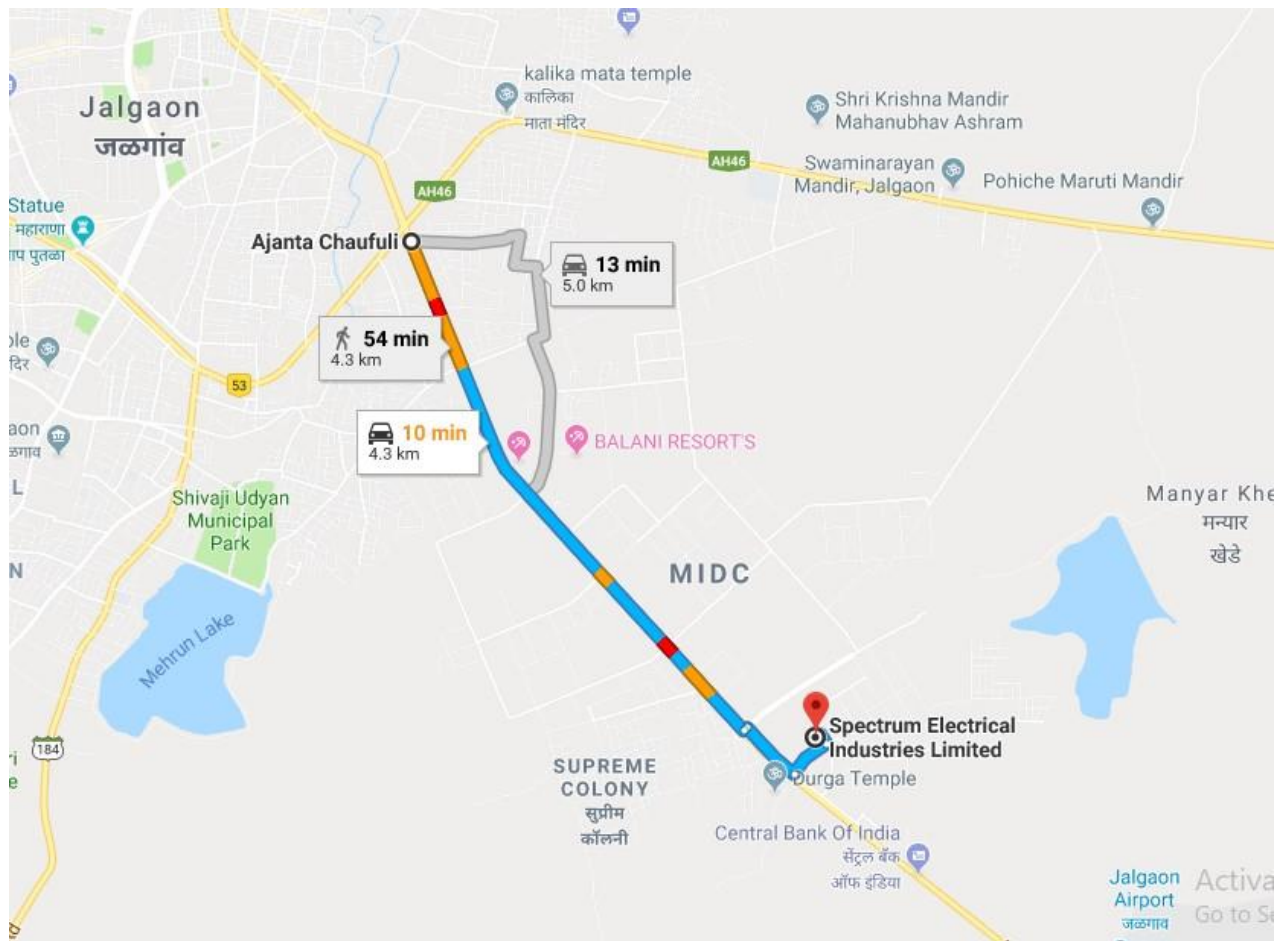 kalika mata temple
कालिका
माता मंदिर
Jalgaon
जळगांव
Shri Krishna Mandir
Mahanubhav Ashram
AH46
Swaminarayan
Mandir, Jalgaon
Pohiche Maruti Mandir
AH46
Statue
महाराणा
Ajanta Chaufuli
13 min
5.0 km
54 min
4.3 km
53
10 min
4.3 km
BALANI RESORT'S
Shivaji Udyan
Municipal
Park
L
N
Manyar Khe
मन्यार
खेडे
MIDC
Mehrun Lake
Spectrum Electrical
Industries Limited
184
SUPREME
COLONY
सुप्रीम
कॉलनी
Durga Temple
Central Bank Of India
सेंट्रल बँक
ऑफ इंडिया
Jalgaon
Airport
जळगाव
Activa
Go to Se